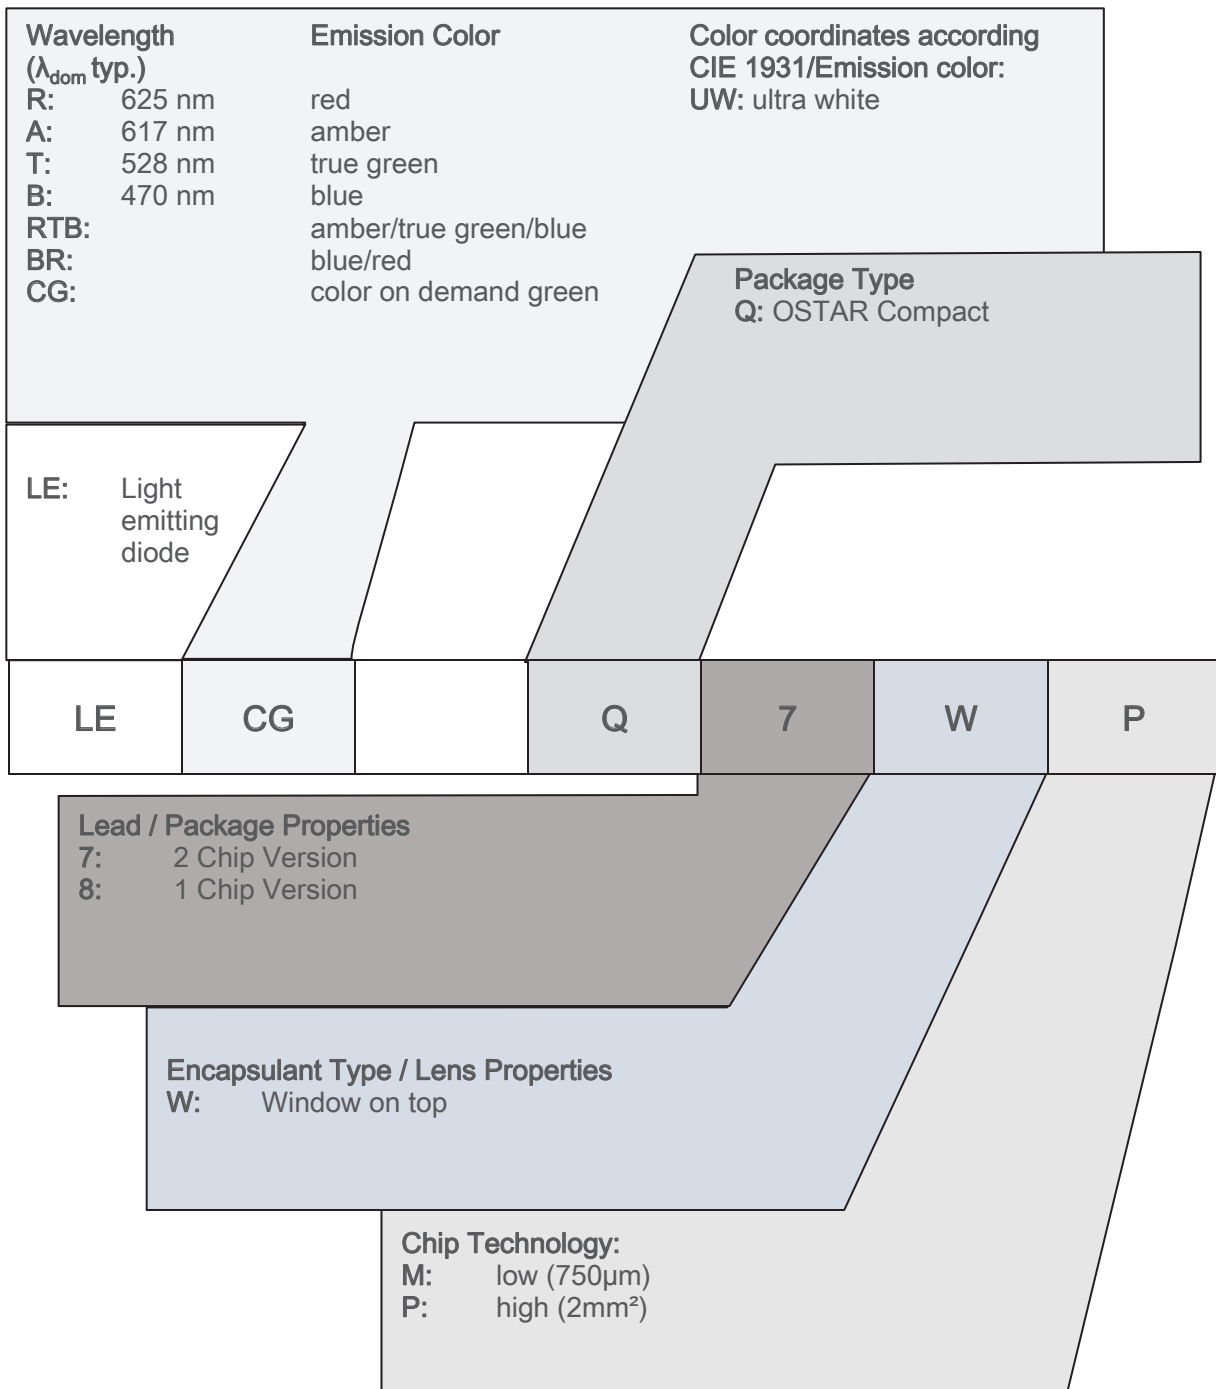 Wavelength Emission Color Color coordinates according
(λdom typ.) CIE 1931/Emission color:
R: 625 nm red UW: ultra white
A: 617 nm amber
T: 528 nm true green
B: 470 nm blue
RTB: amber/true green/blue
BR: blue/red
CG: color on demand green
Package Type
Q: OSTAR Compact
LE: Light
emitting
diode
LE CG Q 7 W P
Lead / Package Properties
7: 2 Chip Version
8: 1 Chip Version
Encapsulant Type / Lens Properties
W: Window on top
Chip Technology:
M: low (750µm)
P: high (2mm²)